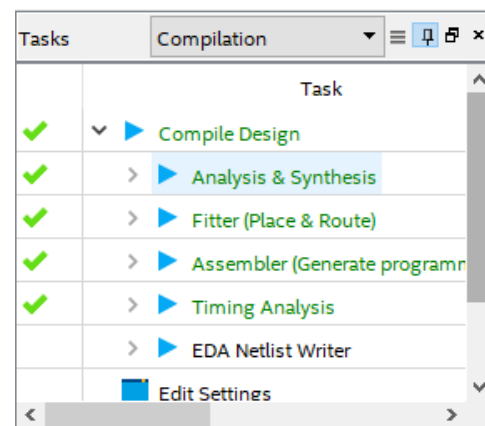 Tasks Compilation
Task
Compile Design
Analysis & Synthesis
Fitter (Place & Route)
Assembler (Generate programm
Timing Analysis
EDA Netlist Writer
Edit Settings